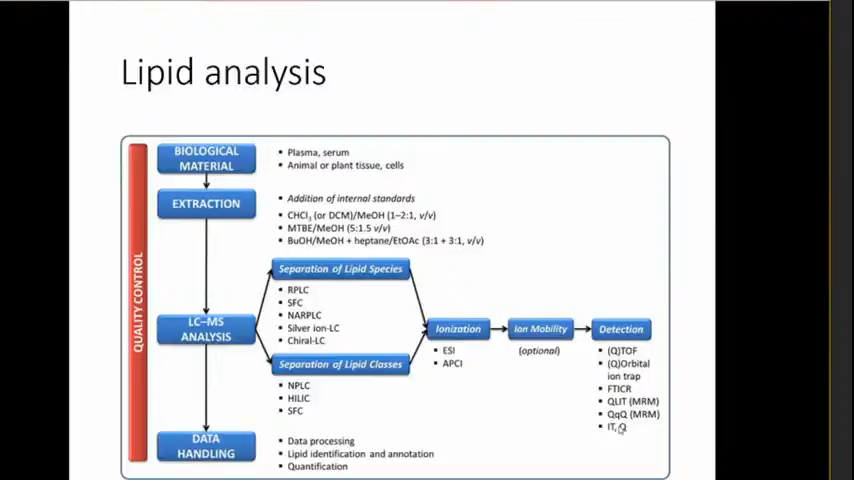 Lipid analysis
QUALITY CONTROL
BIOLOGICAL
MATERIAL
▪ Plasma, serum
▪ Animal or plant tissue, cells
EXTRACTION
▪ Addition of internal standards
▪ CHCl₃ (or DCM)/MeOH (1–2:1, v/v)
▪ MTBE/MeOH (5:1.5 v/v)
▪ BuOH/MeOH + heptane/EtOAc (3:1 + 3:1, v/v)
LC–MS
ANALYSIS
Separation of Lipid Species
▪ RPLC
▪ SFC
▪ NARPLC
▪ Silver ion-LC
▪ Chiral-LC
Separation of Lipid Classes
▪ NPLC
▪ HILIC
▪ SFC
Ionization
▪ ESI
▪ APCI
Ion Mobility
(optional)
Detection
▪ (Q)TOF
▪ (Q)Orbital
ion trap
▪ FTICR
▪ QLIT (MRM)
▪ QqQ (MRM)
▪ IT, Q
DATA
HANDLING
▪ Data processing
▪ Lipid identification and annotation
▪ Quantification